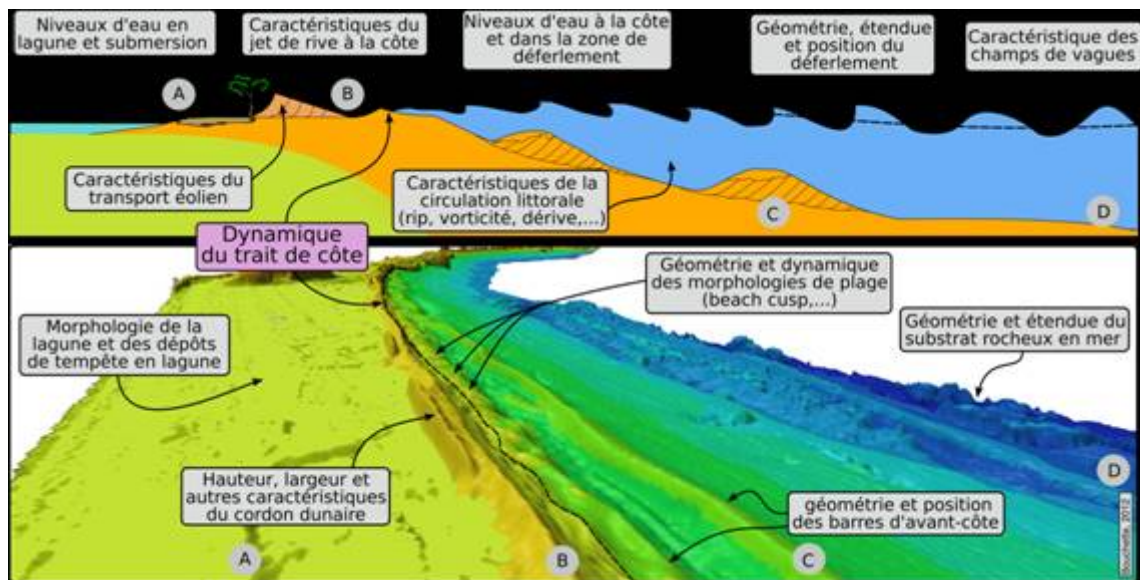 Niveaux d'eau en
lagune et submersion
Caractéristiques du
jet de rive à la côte
Niveaux d'eau à la côte
et dans la zone de
déferlement
Géométrie, étendue
et position du
déferlement
Caractéristique des
champs de vagues
A
B
Caractéristiques du
transport éolien
Caractéristiques de la
circulation littorale
(rip, vorticité, dérive,...)
C
D
Dynamique
du trait de côte
Géométrie et dynamique
des morphologies de plage
(beach cusp,...)
Morphologie de la
lagune et des dépôts
de tempête en lagune
Géométrie et étendue du
substrat rocheux en mer
Hauteur, largeur et
autres caractéristiques
du cordon dunaire
géométrie et position
des barres d'avant-côte
A
B
C
D
Bouchette, 2012